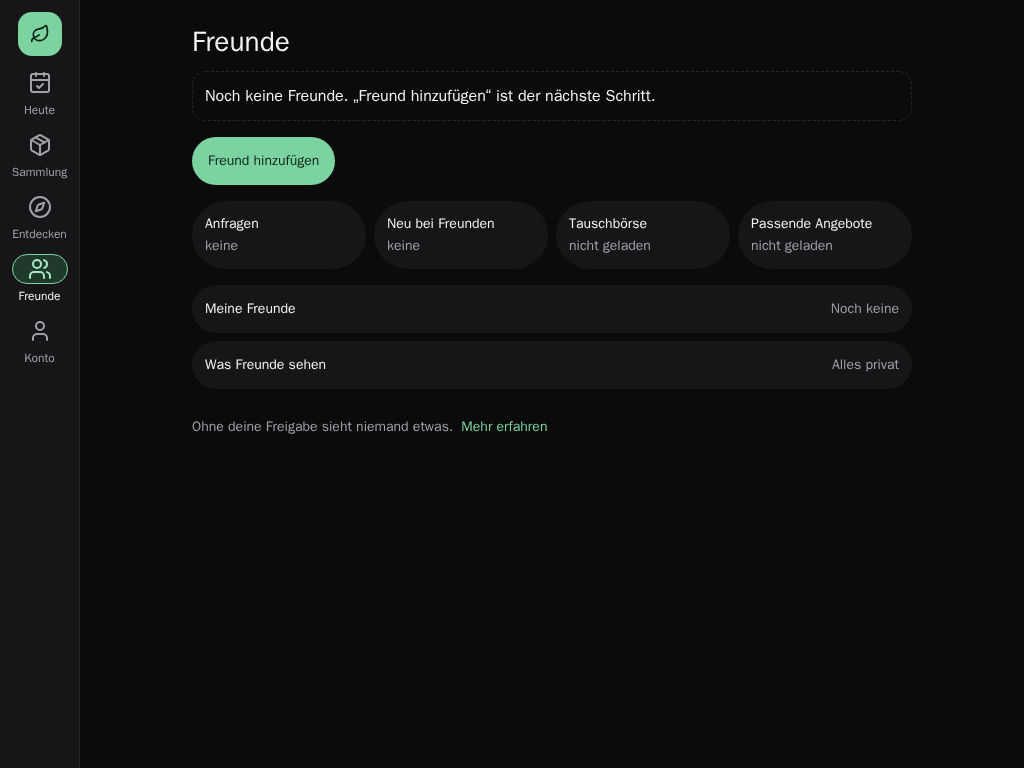 Freunde
Noch keine Freunde. „Freund hinzufügen“ ist der nächste Schritt.
Freund hinzufügen
Anfragen
keine
Neu bei Freunden
keine
Tauschbörse
nicht geladen
Passende Angebote
nicht geladen
Meine Freunde
Noch keine
Was Freunde sehen
Alles privat
Ohne deine Freigabe sieht niemand etwas. Mehr erfahren
Heute
Sammlung
Entdecken
Freunde
Konto